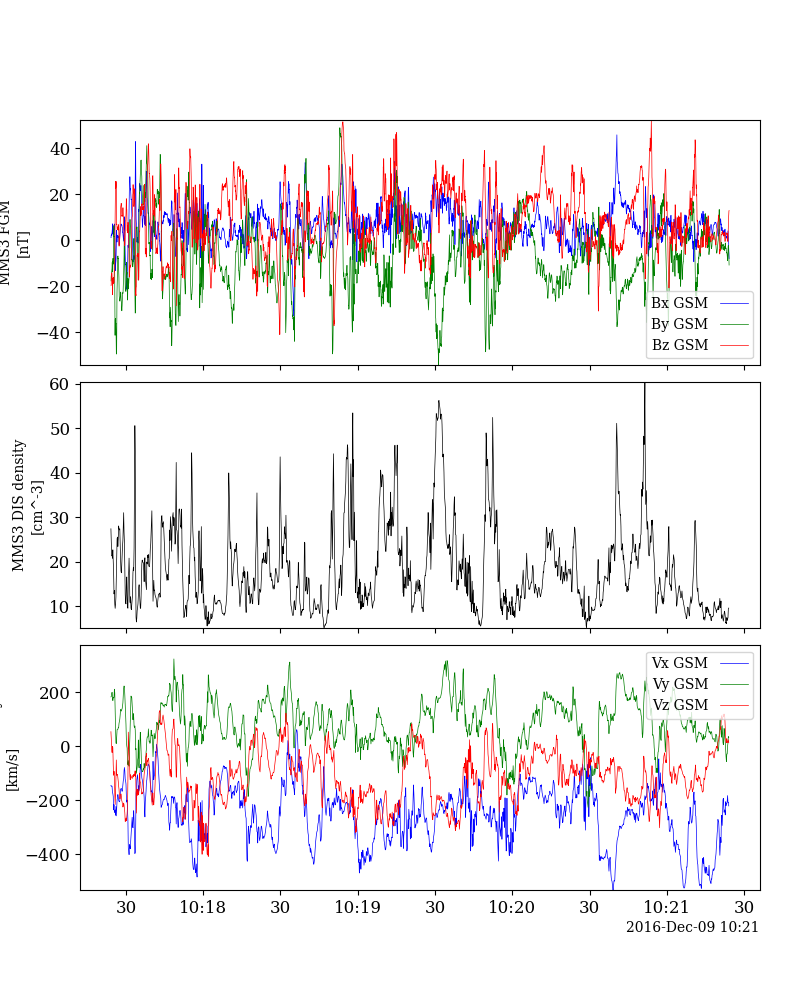 MMS3 FGM
[nT]
40
20
0
−20
−40
Bx GSM
By GSM
Bz GSM
MMS3 DIS density
[cm^-3]
60
50
40
30
20
10
[km/s]
200
0
−200
−400
Vx GSM
Vy GSM
Vz GSM
30 10:18 30 10:19 30 10:20 30 10:21 30
2016-Dec-09 10:21